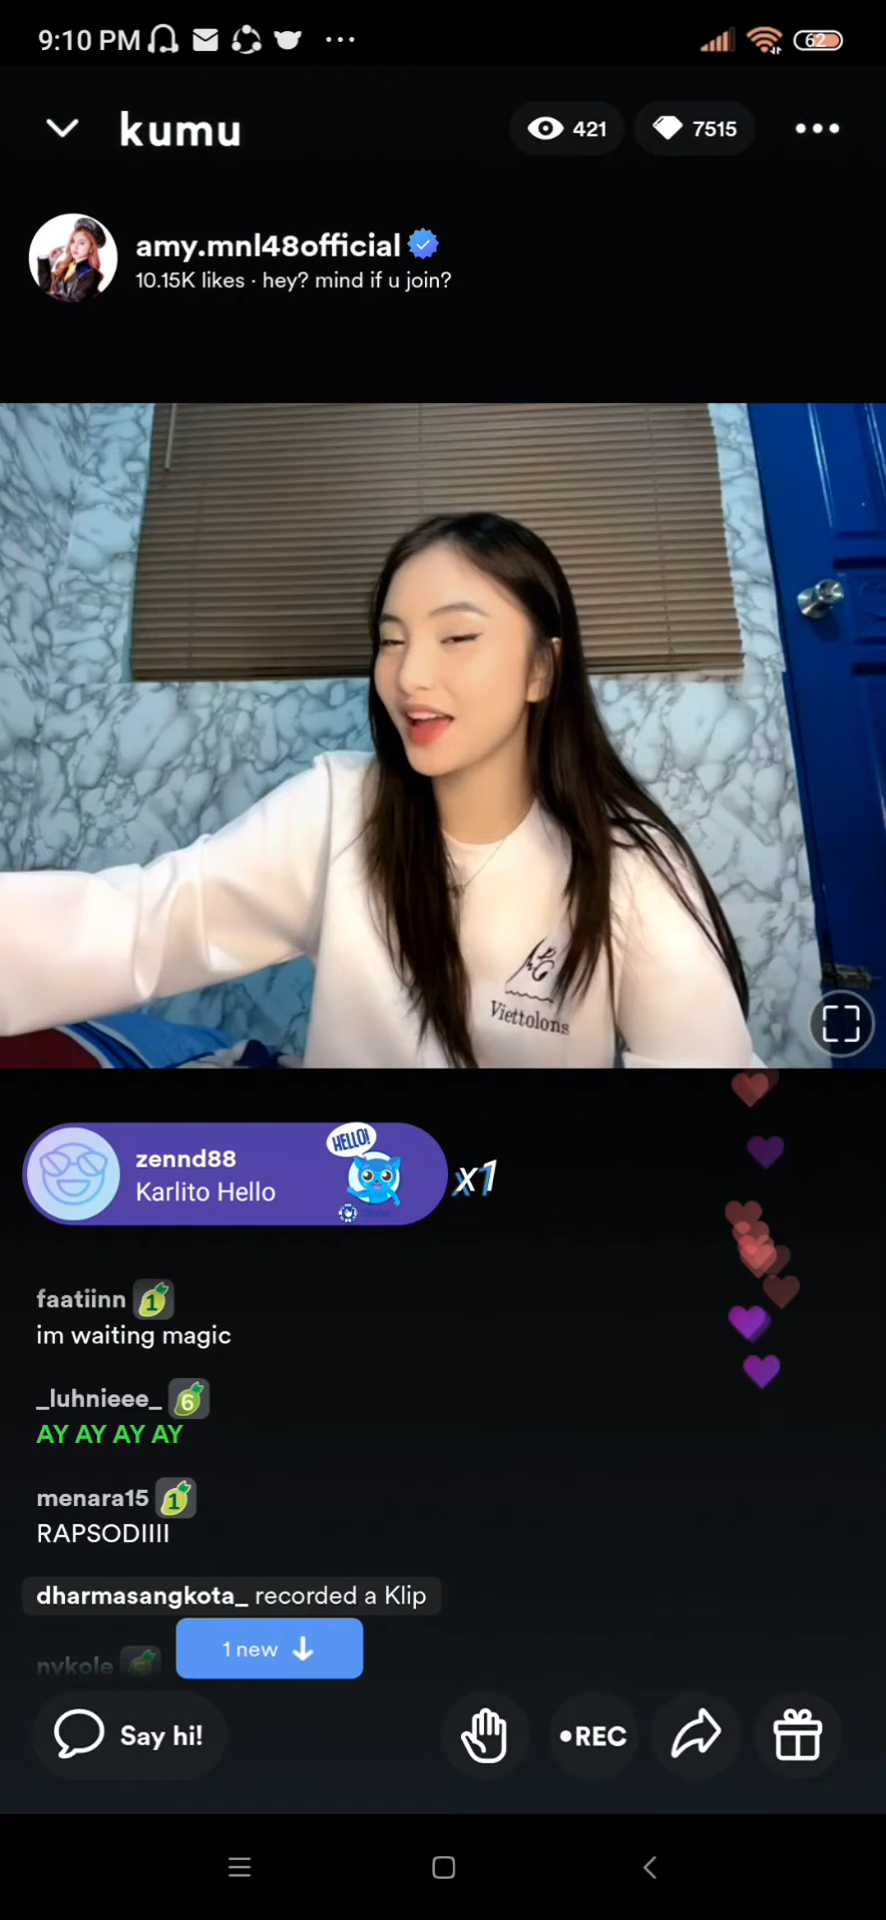 9:10 PM
62
kumu
421
7515
amy.mnl48official
10.15K likes · hey? mind if u join?
Viettolons
HELLO!
zennd88
Karlito Hello
x1
faatiinn 1
im waiting magic
_luhnieee_ 6
AY AY AY AY
menara15 1
RAPSODIIII
dharmasangkota_ recorded a Klip
1 new
nykole
Say hi!
•REC